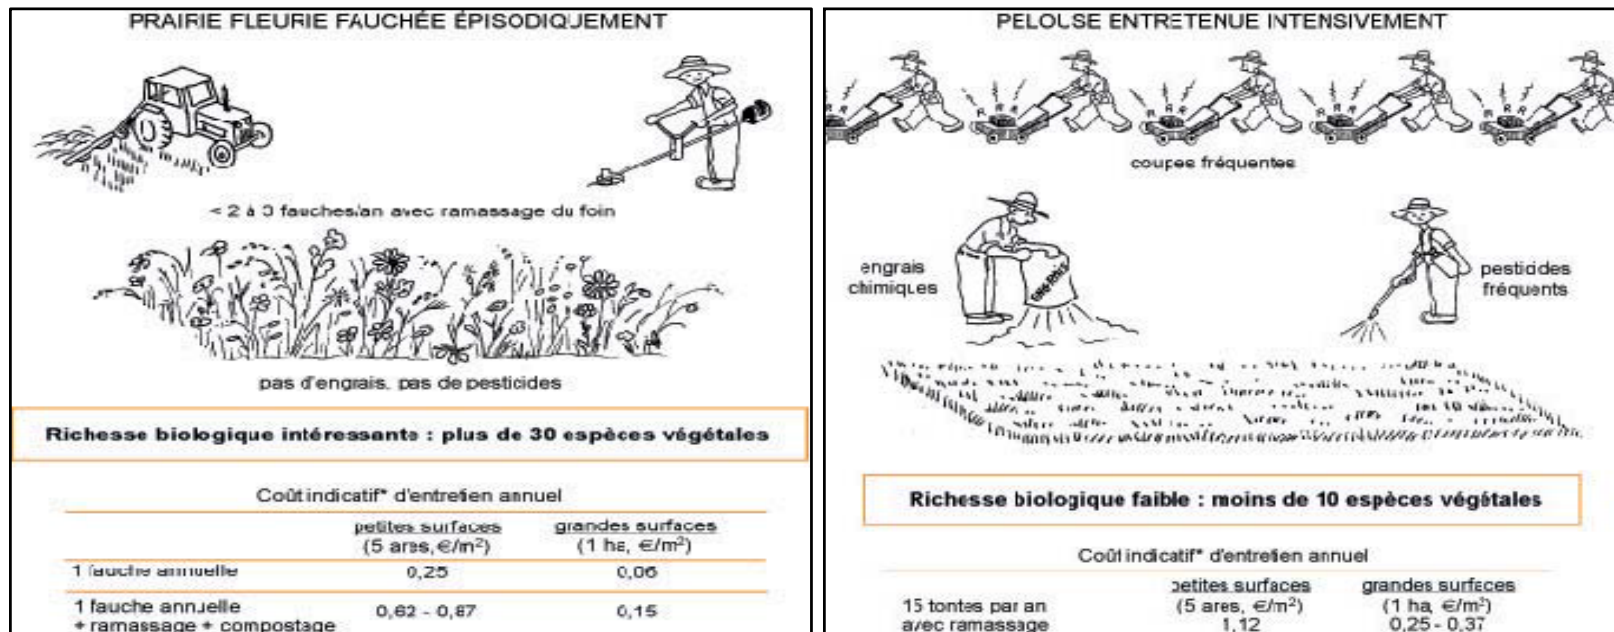 PRAIRIE FLEURIE FAUCHÉE ÉPISODIQUEMENT
< 2 à 3 fauches/an avec ramassage du foin
pas d'engrais, pas de pesticides
Richesse biologique intéressante : plus de 30 espèces végétales
Coût indicatif* d'entretien annuel
petites surfaces grandes surfaces
(5 ares, €/m²) (1 ha, €/m²)
1 fauche annuelle 0,25 0,06
1 fauche annuelle
+ ramassage + compostage 0,62 - 0,87 0,15
PELOUSE ENTRETENUE INTENSIVEMENT
R R R
R R R
R R R
R R R
R R R
coupes fréquentes
engrais
chimiques
ENGRAIS
pesticides
fréquents
Richesse biologique faible : moins de 10 espèces végétales
Coût indicatif* d'entretien annuel
petites surfaces grandes surfaces
15 tontes par an (5 ares, €/m²) (1 ha, €/m²)
avec ramassage 1,12 0,25 - 0,37